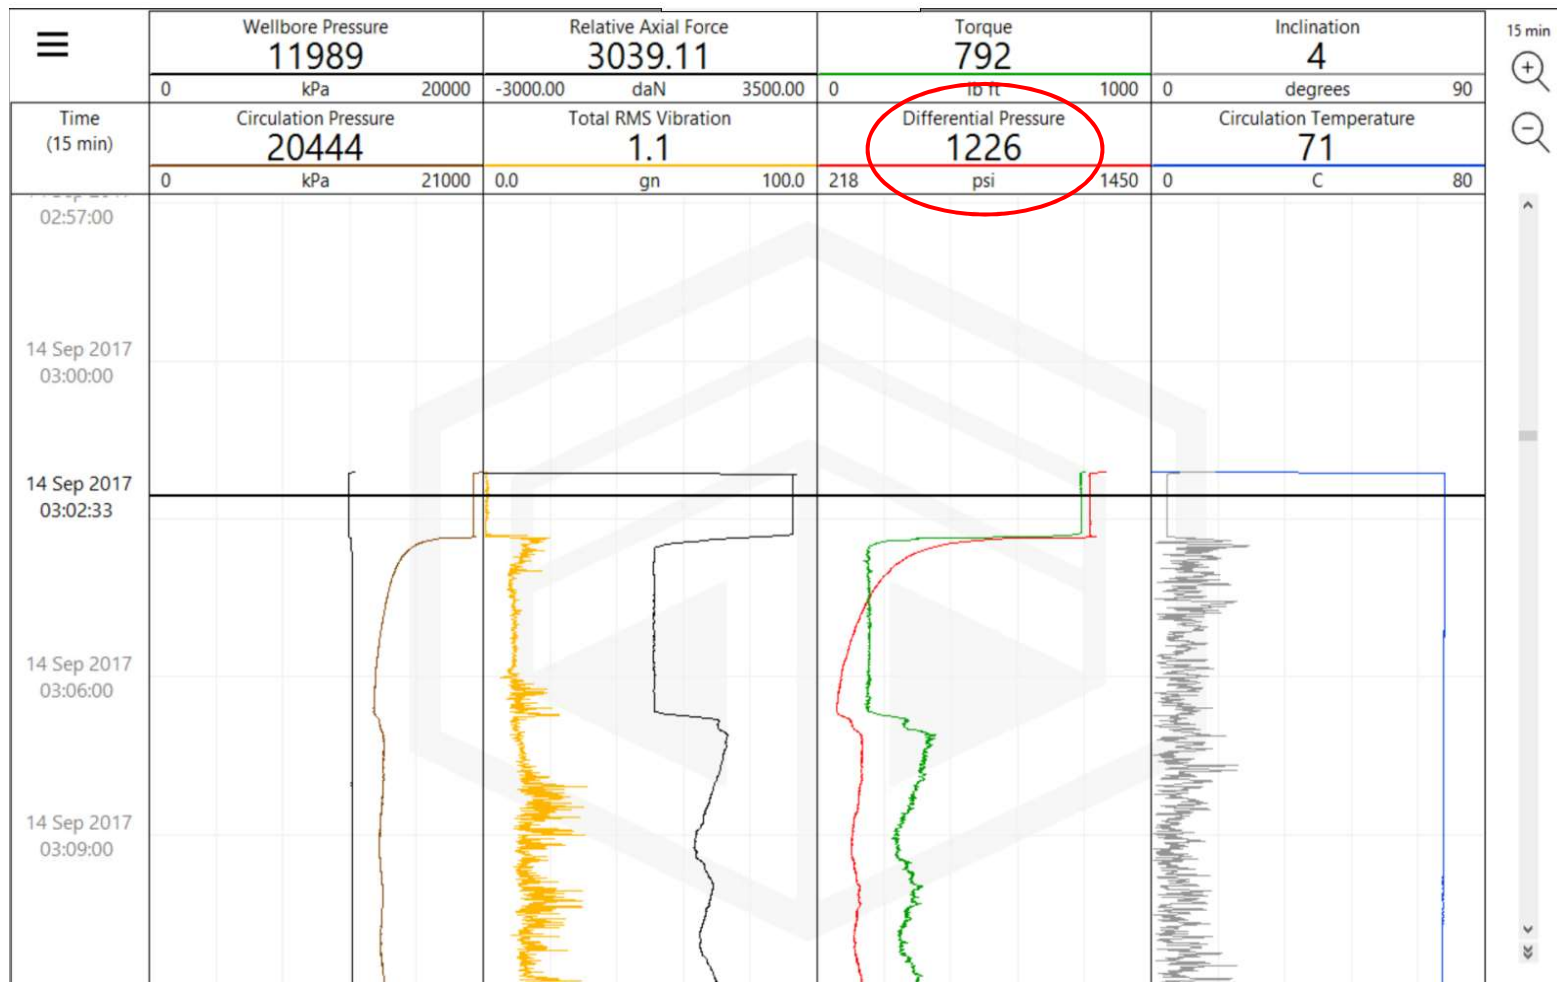 Wellbore Pressure
11989
0 kPa 20000
Relative Axial Force
3039.11
-3000.00 daN 3500.00
Torque
792
0 lb ft 1000
Inclination
4
0 degrees 90
15 min
Time
(15 min)
Circulation Pressure
20444
0 kPa 21000
Total RMS Vibration
1.1
0.0 gn 100.0
Differential Pressure
1226
218 psi 1450
Circulation Temperature
71
0 C 80
02:57:00
14 Sep 2017
03:00:00
14 Sep 2017
03:02:33
14 Sep 2017
03:06:00
14 Sep 2017
03:09:00